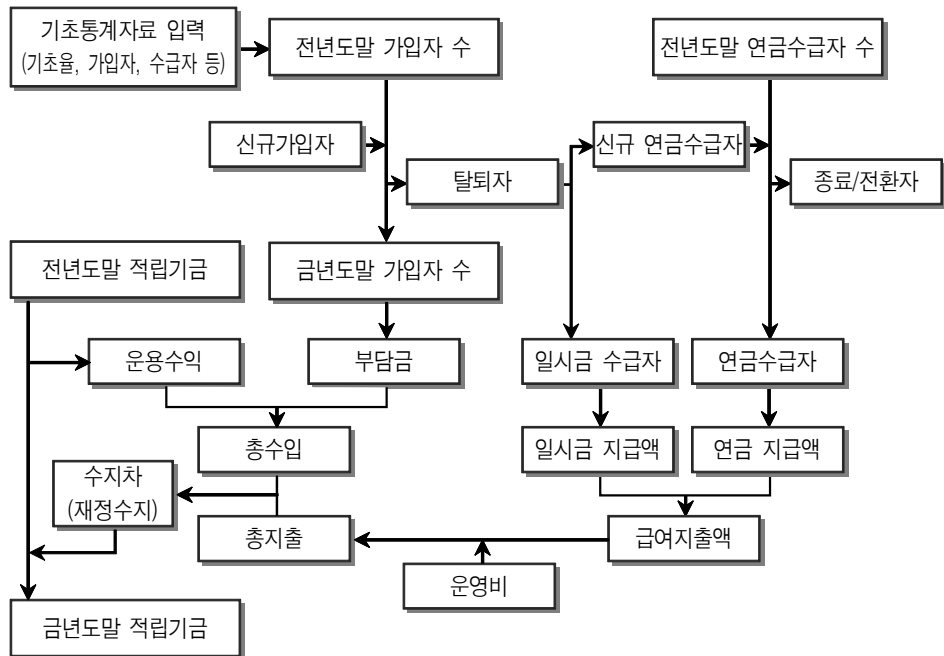 기초통계자료 입력
(기초율, 가입자, 수급자 등)
전년도말 가입자 수
전년도말 연금수급자 수
신규가입자
신규 연금수급자
탈퇴자
종료/전환자
전년도말 적립기금
금년도말 가입자 수
운용수익
부담금
일시금 수급자
연금수급자
총수입
일시금 지급액
연금 지급액
수지차
(재정수지)
총지출
급여지출액
운영비
금년도말 적립기금